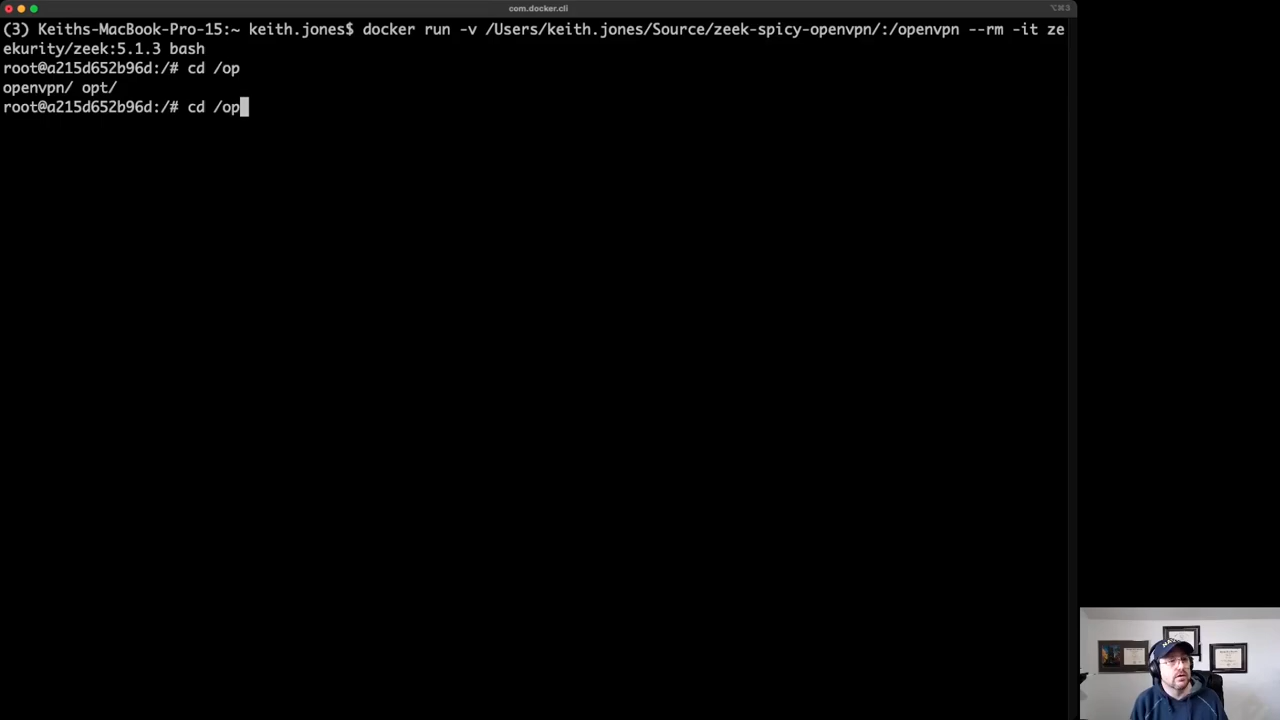 com.docker.cli
⌥⌘3
(3) Keiths-MacBook-Pro-15:~ keith.jones$ docker run -v /Users/keith.jones/Source/zeek-spicy-openvpn/:/openvpn --rm -it ze
ekurity/zeek:5.1.3 bash
root@a215d652b96d:/# cd /op
openvpn/ opt/
root@a215d652b96d:/# cd /op